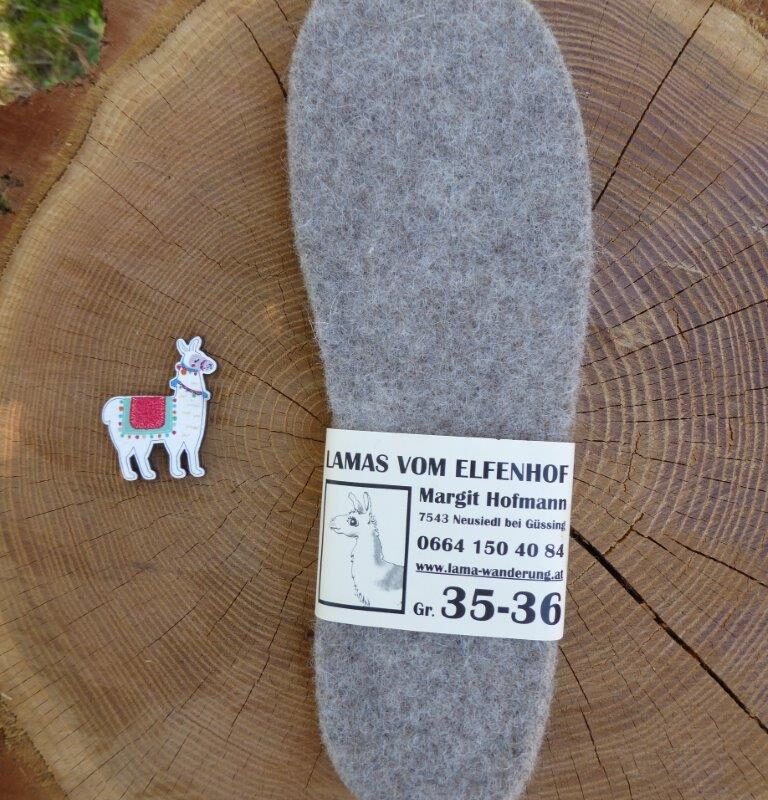 LAMAS VOM ELFENHOF
Margit Hofmann
7543 Neusiedl bei Güssing
0664 150 40 84
www.lama-wanderung.at
Gr. 35-36